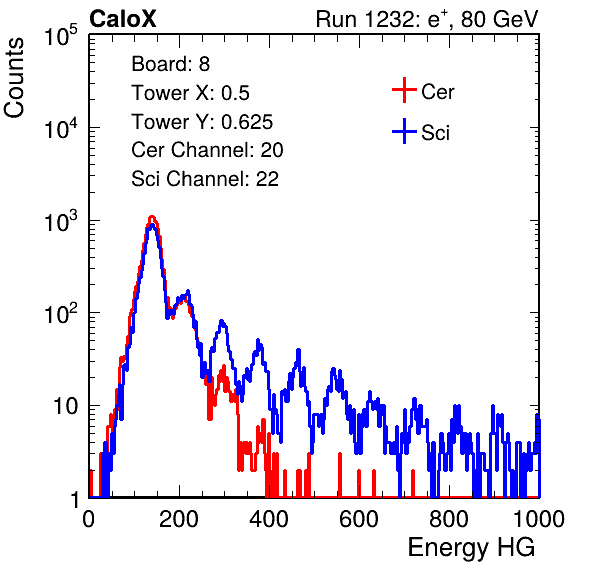 CaloX Run 1232: e⁺, 80 GeV
Counts
Board: 8
Tower X: 0.5
Tower Y: 0.625
Cer Channel: 20
Sci Channel: 22
Cer
Sci
10⁵
10⁴
10³
10²
10
1
0 200 400 600 800 1000
Energy HG